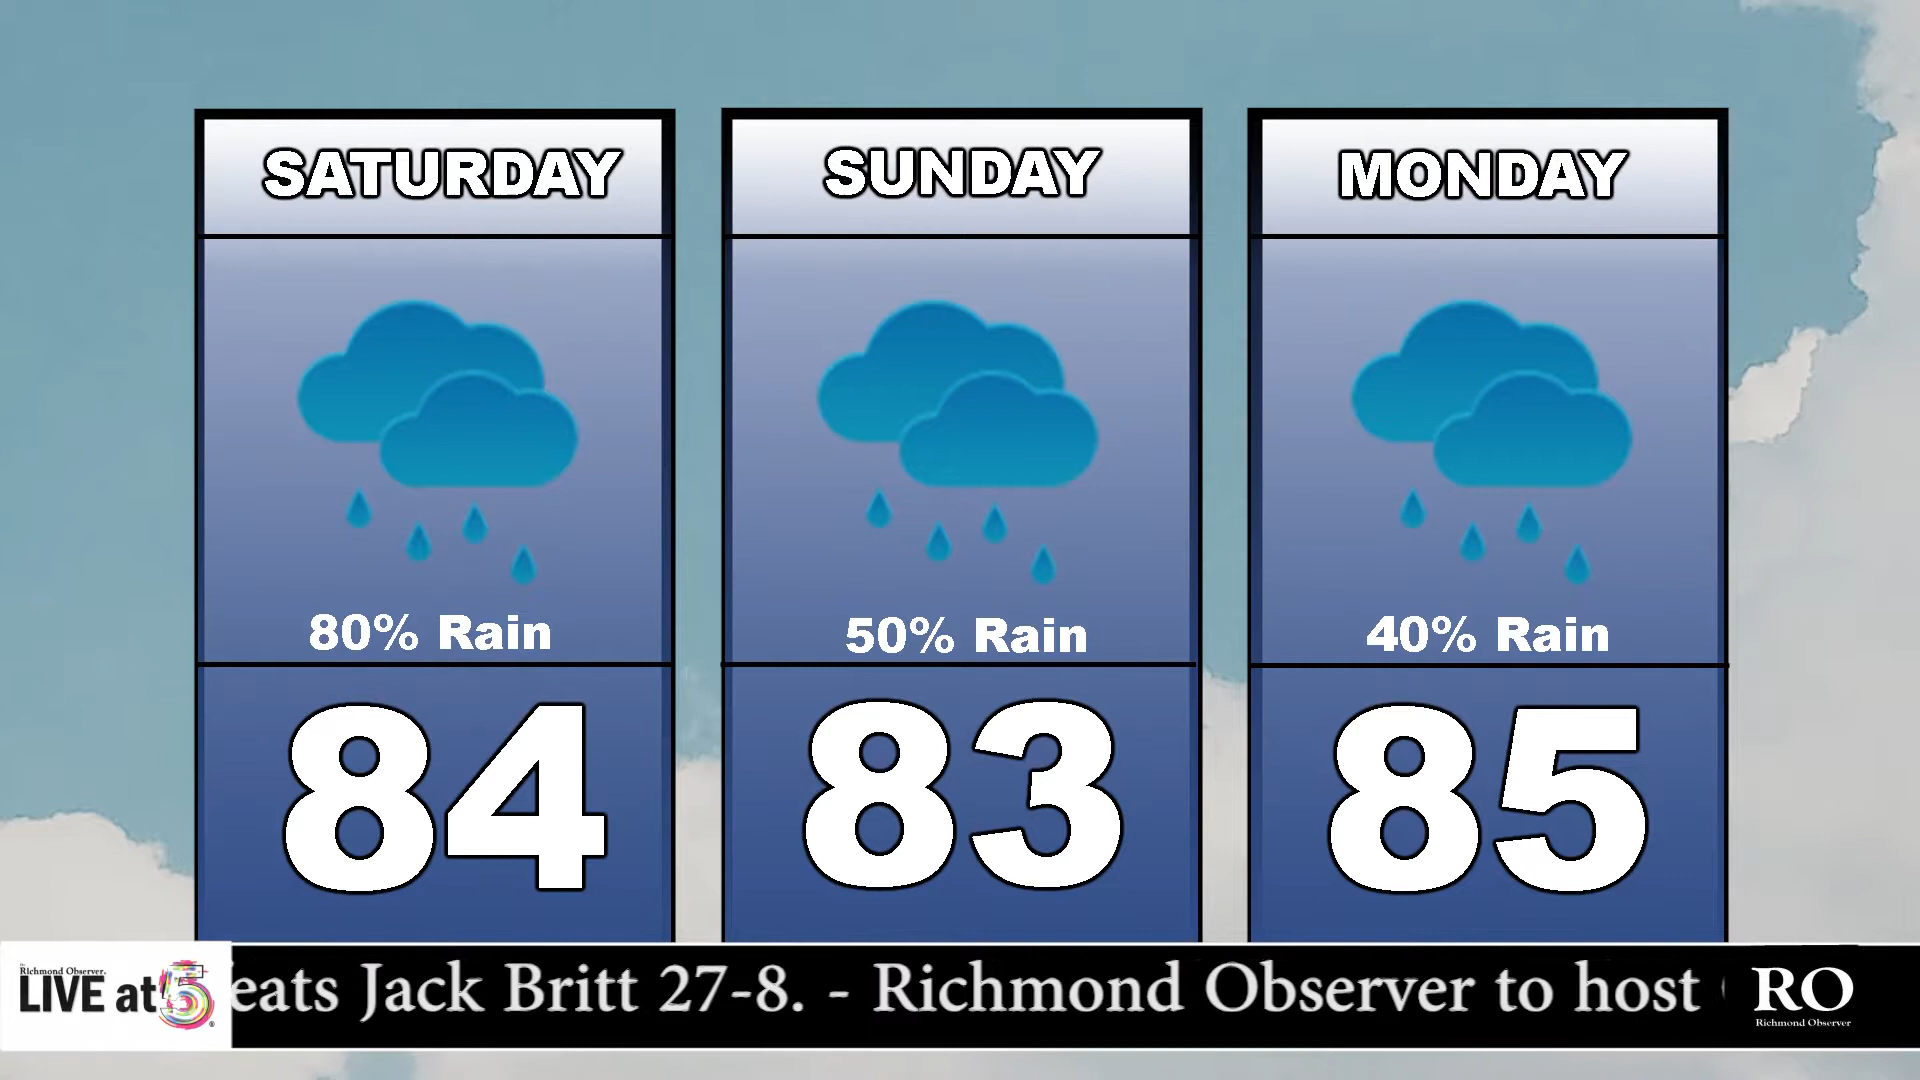 SATURDAY
SUNDAY
MONDAY
80% Rain
50% Rain
40% Rain
84
83
85
Richmond Observer.
LIVE at 5
Jack Britt 27-8. - Richmond Observer to host
RO
Richmond Observer